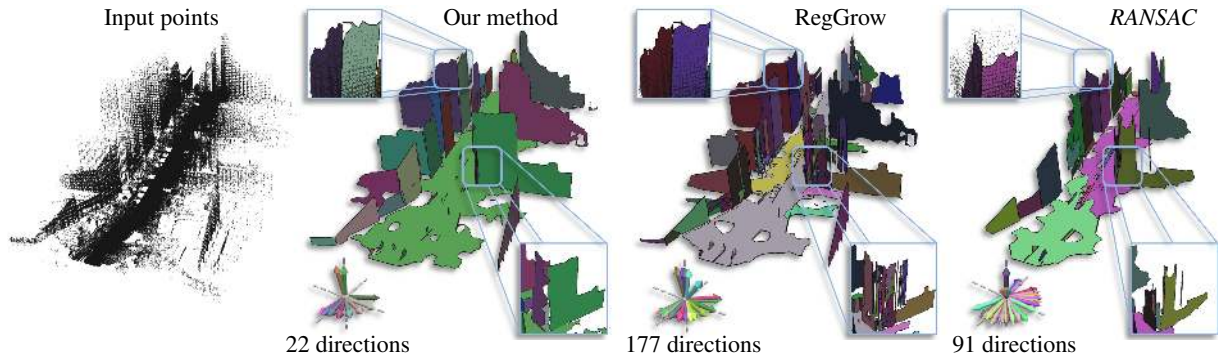 Input points
Our method
RegGrow
RANSAC
22 directions
177 directions
91 directions